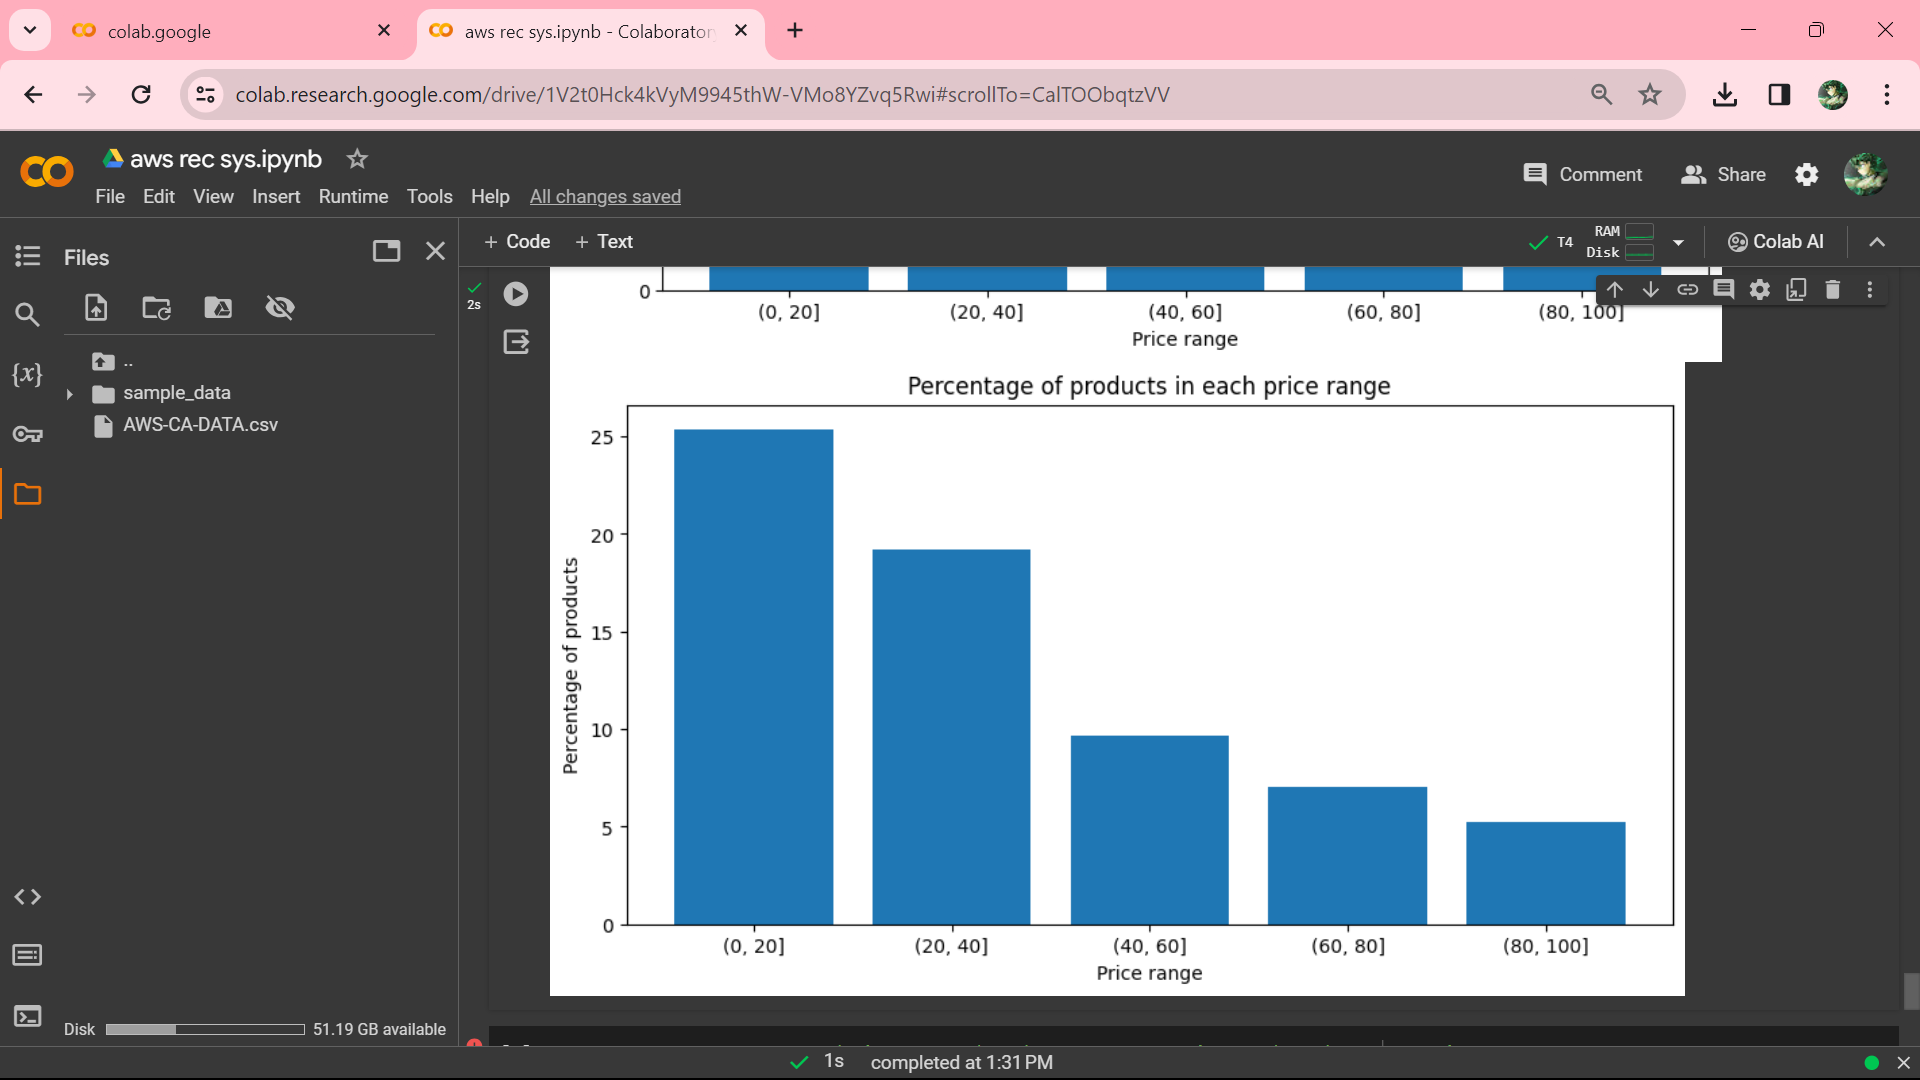 colab.google
aws rec sys.ipynb - Colaborator
colab.research.google.com/drive/1V2t0Hck4kVyM9945thW-VMo8YZvq5Rwi#scrollTo=CalTOObqtzVV
aws rec sys.ipynb
File Edit View Insert Runtime Tools Help All changes saved
Comment Share
Files
+ Code + Text
T4 RAM Disk
Colab AI
2s
..
sample_data
AWS-CA-DATA.csv
{x}
0
(0, 20] (20, 40] (40, 60] (60, 80] (80, 100]
Price range
Percentage of products in each price range
Percentage of products
25
20
15
10
5
0
(0, 20] (20, 40] (40, 60] (60, 80] (80, 100]
Price range
Disk 51.19 GB available
1s completed at 1:31 PM